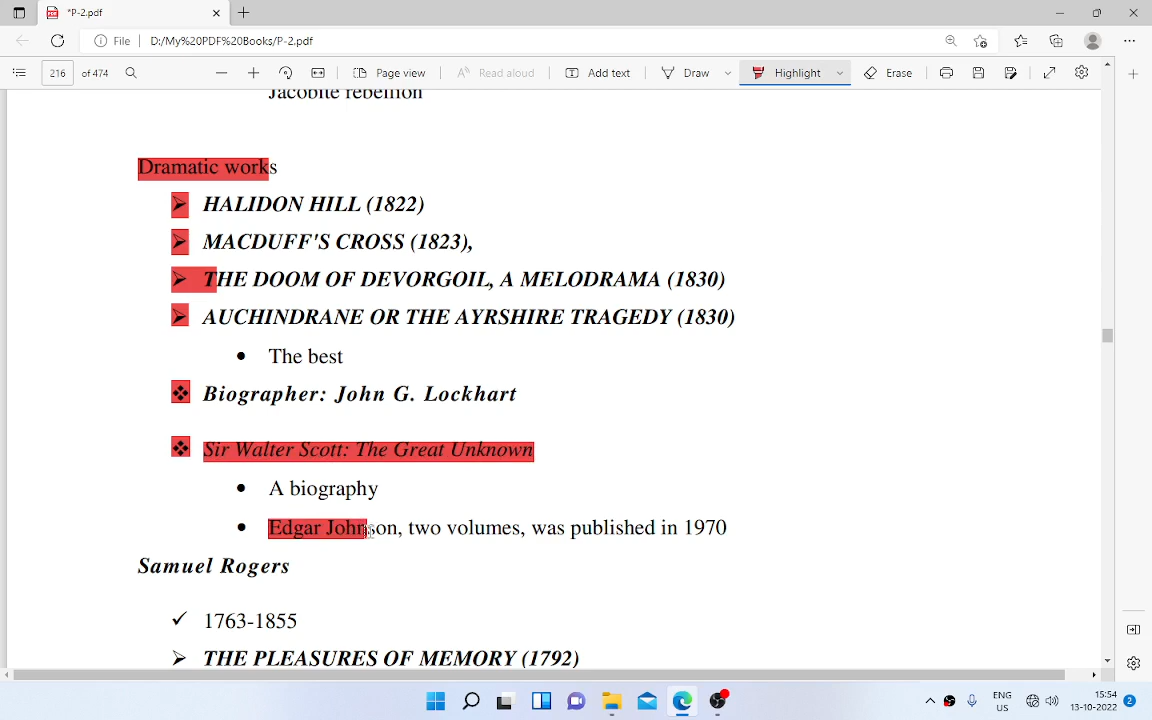 *P-2.pdf
File D:/My%20PDF%20Books/P-2.pdf
216 of 474 Page view Read aloud Add text Draw Highlight Erase
Jacobite rebellion
Dramatic works
➢ HALIDON HILL (1822)
➢ MACDUFF'S CROSS (1823),
➢ THE DOOM OF DEVORGOIL, A MELODRAMA (1830)
➢ AUCHINDRANE OR THE AYRSHIRE TRAGEDY (1830)
• The best
❖ Biographer: John G. Lockhart
❖ Sir Walter Scott: The Great Unknown
• A biography
• Edgar Johnson, two volumes, was published in 1970
Samuel Rogers
✓ 1763-1855
➢ THE PLEASURES OF MEMORY (1792)
ENG
US
15:54
13-10-2022
2